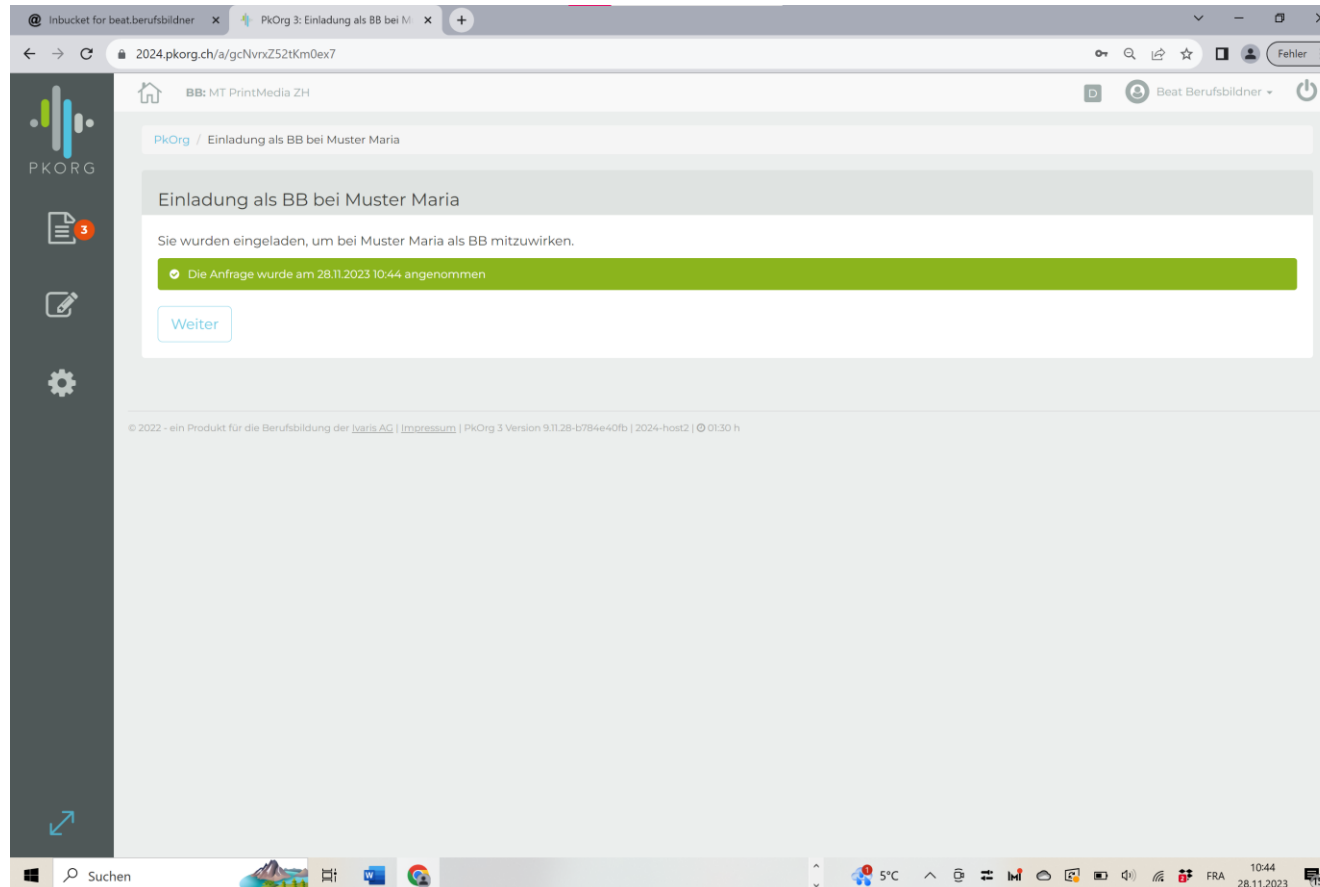 Inbucket for beat.berufsbildner
PkOrg 3: Einladung als BB bei M
2024.pkorg.ch/a/gcNvrxZ52tKm0ex7
Fehler
BB: MT PrintMedia ZH
D
Beat Berufsbildner
PKORG
PkOrg / Einladung als BB bei Muster Maria
3
Einladung als BB bei Muster Maria
Sie wurden eingeladen, um bei Muster Maria als BB mitzuwirken.
Die Anfrage wurde am 28.11.2023 10:44 angenommen
Weiter
© 2022 - ein Produkt für die Berufsbildung der Ivaris AG | Impressum | PkOrg 3 Version 9.11.28-b784e40fb | 2024-host2 | 01:30 h
Suchen
5°C
FRA
10:44
28.11.2023